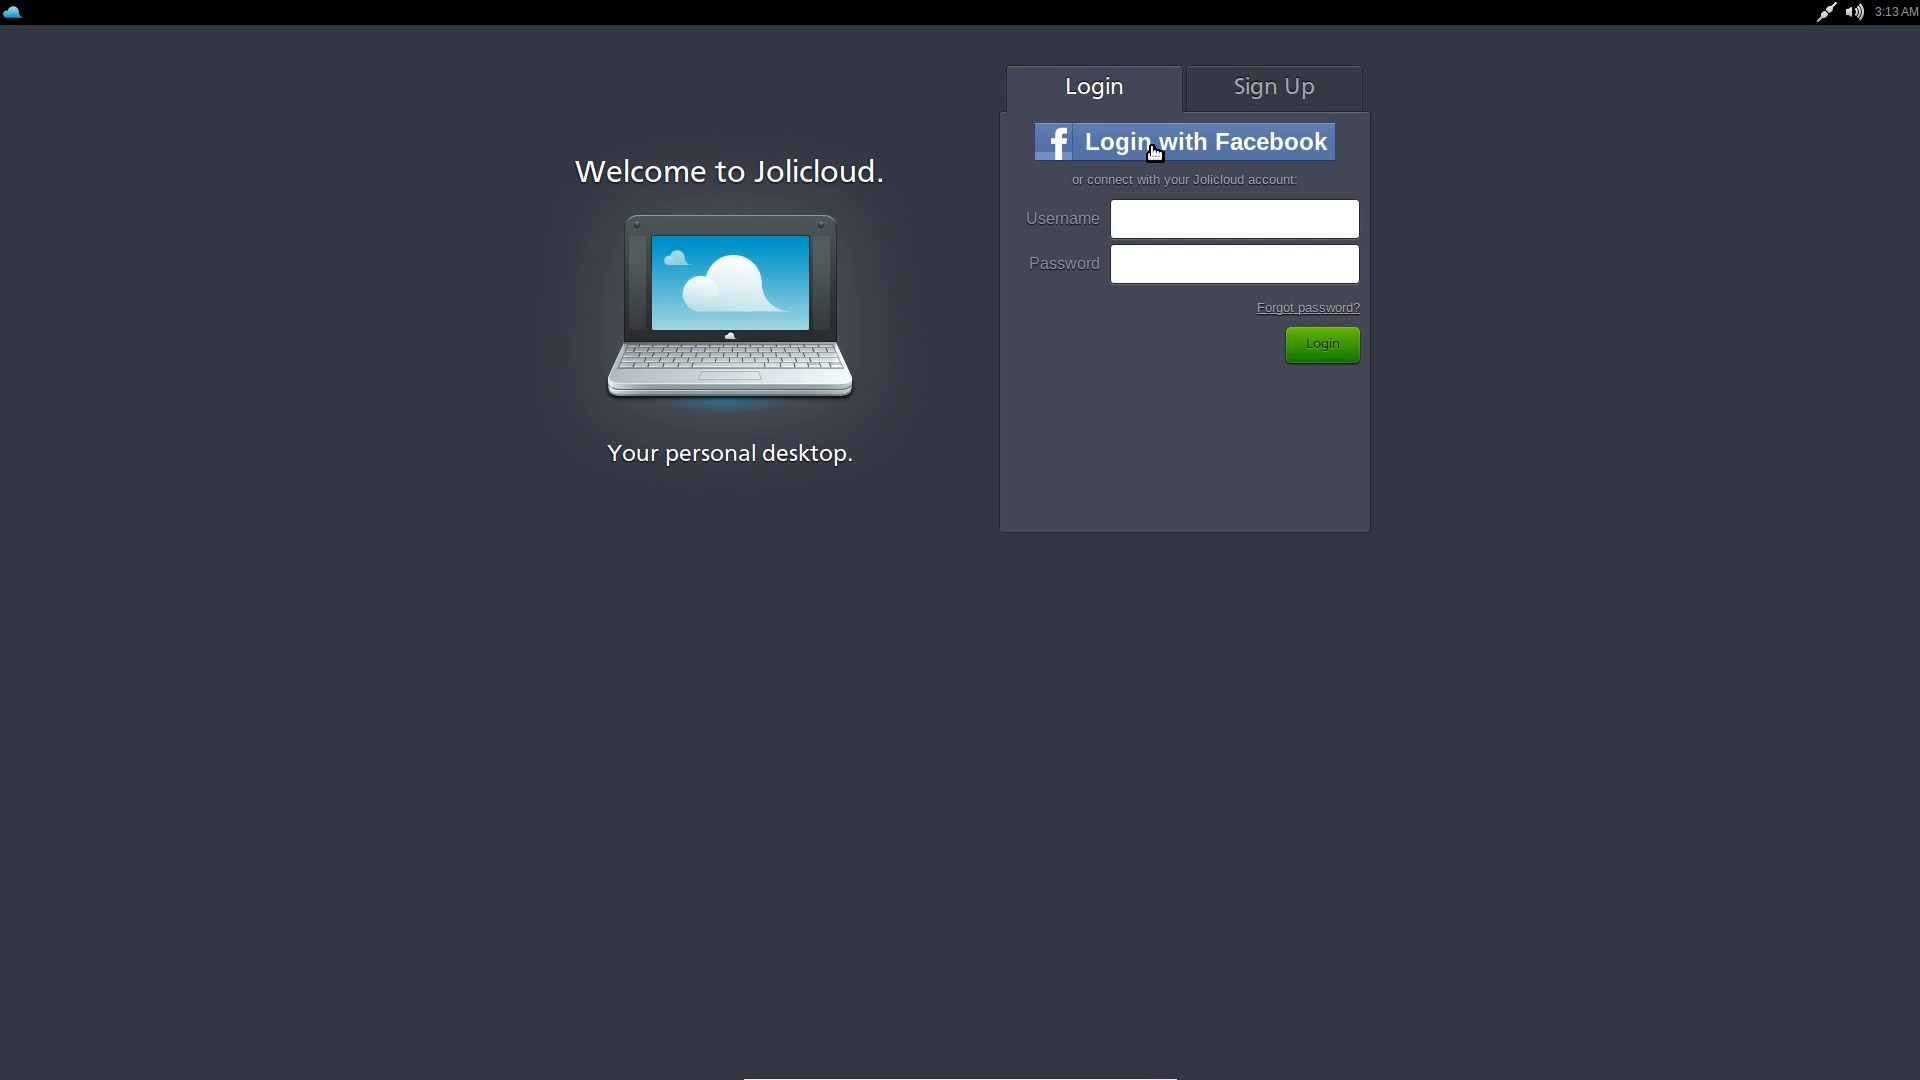 3:13 AM
Login
Sign Up
Login with Facebook
or connect with your Jolicloud account:
Username
Password
Forgot password?
Login
Welcome to Jolicloud.
Your personal desktop.